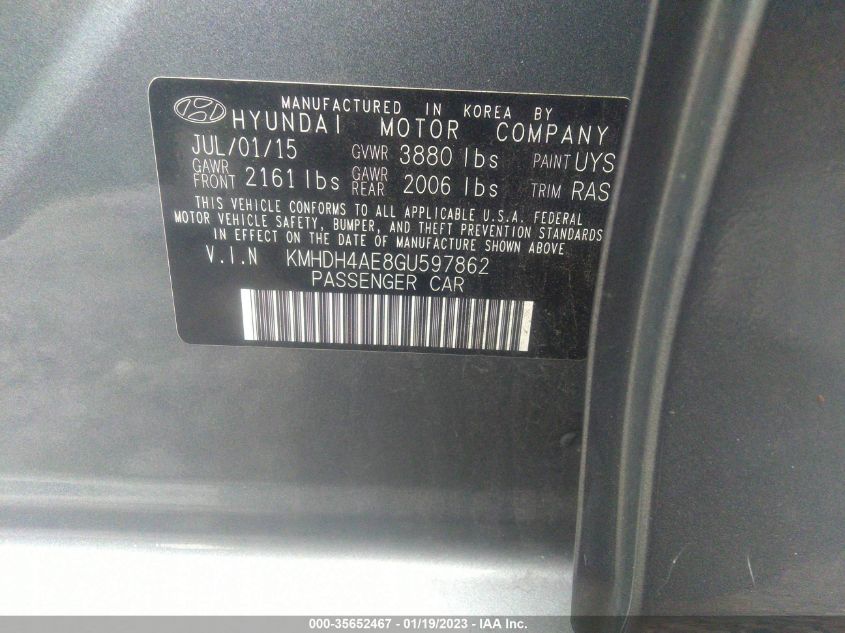 MANUFACTURED IN KOREA BY
HYUNDAI MOTOR COMPANY
JUL/01/15 GVWR 3880 lbs PAINT UYS
GAWR FRONT 2161 lbs GAWR REAR 2006 lbs TRIM RAS
THIS VEHICLE CONFORMS TO ALL APPLICABLE U.S.A. FEDERAL
MOTOR VEHICLE SAFETY, BUMPER, AND THEFT PREVENTION STANDARDS
IN EFFECT ON THE DATE OF MANUFACTURE SHOWN ABOVE
V.I.N KMHDH4AE8GU597862
PASSENGER CAR
000-35652467 - 01/19/2023 - IAA Inc.